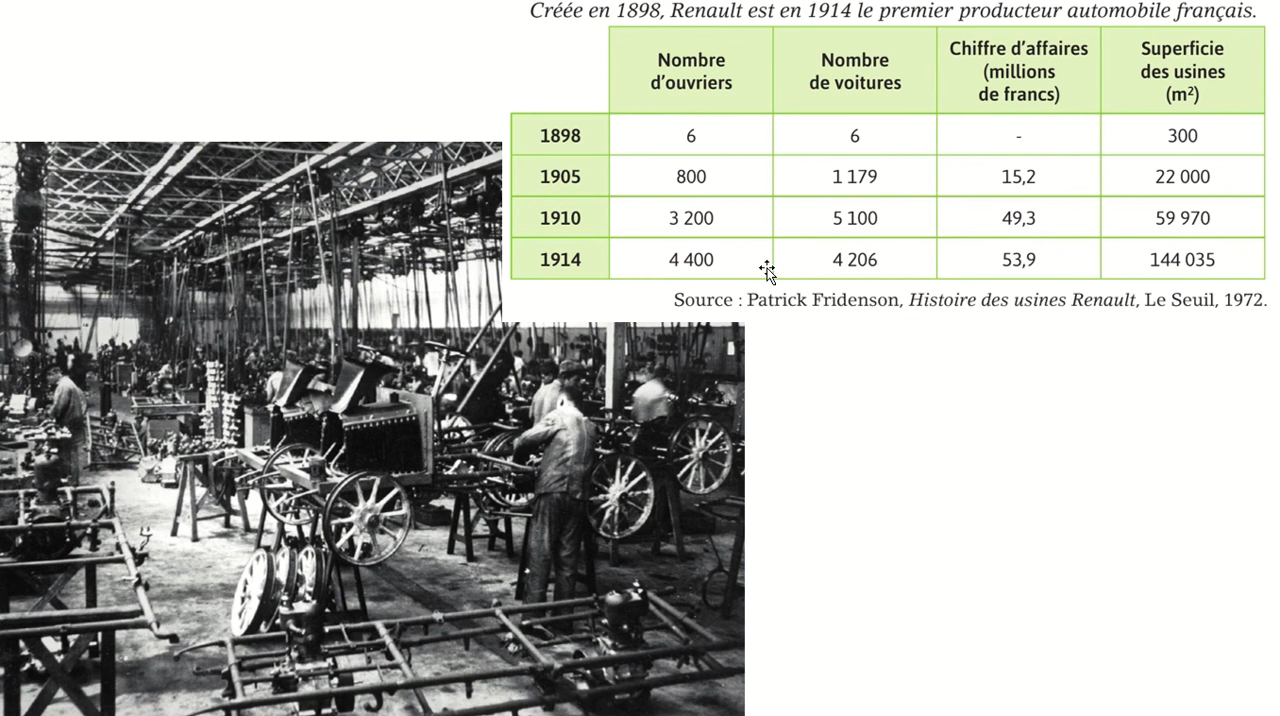 Créée en 1898, Renault est en 1914 le premier producteur automobile français.
Nombre d’ouvriers Nombre de voitures Chiffre d’affaires (millions de francs) Superficie des usines (m²)
1898 6 6 - 300
1905 800 1 179 15,2 22 000
1910 3 200 5 100 49,3 59 970
1914 4 400 4 206 53,9 144 035
Source : Patrick Fridenson, Histoire des usines Renault, Le Seuil, 1972.